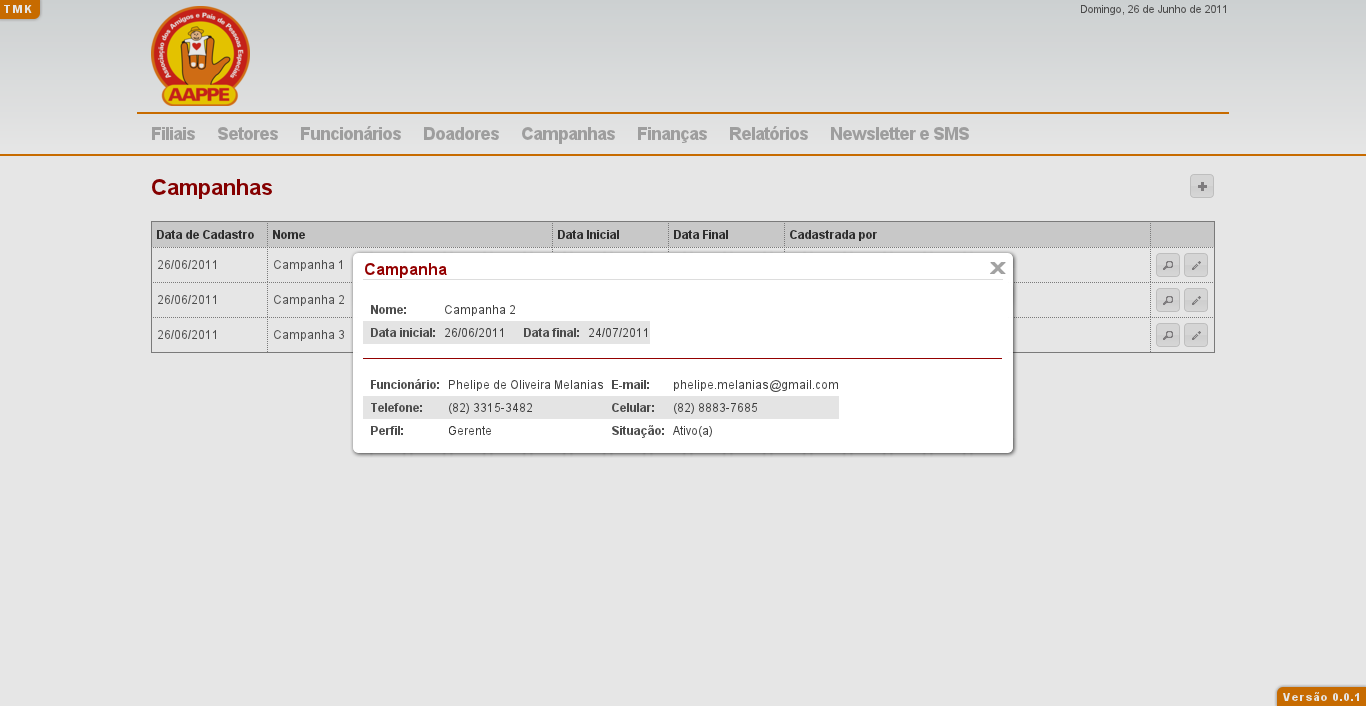 TMK
Domingo, 26 de Junho de 2011
Associação dos Amigos e Pais de Pessoas Especiais
AAPPE
Filiais Setores Funcionários Doadores Campanhas Finanças Relatórios Newsletter e SMS
Campanhas
Data de Cadastro Nome Data Inicial Data Final Cadastrada por
26/06/2011 Campanha 1
26/06/2011 Campanha 2
26/06/2011 Campanha 3
Campanha
Nome: Campanha 2
Data inicial: 26/06/2011 Data final: 24/07/2011
Funcionário: Phelipe de Oliveira Melanias E-mail: phelipe.melanias@gmail.com
Telefone: (82) 3315-3482 Celular: (82) 8883-7685
Perfil: Gerente Situação: Ativo(a)
Versão 0.0.1